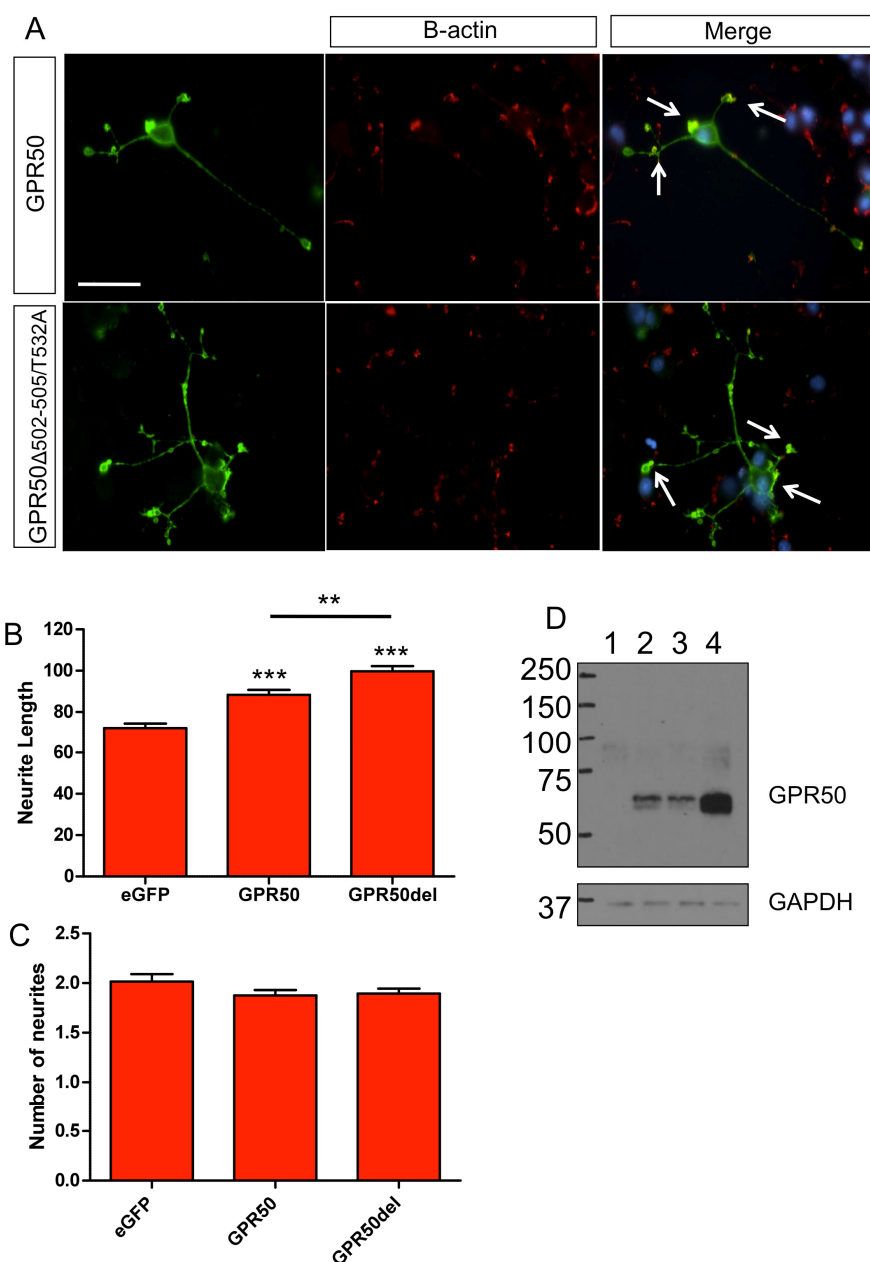 A
B-actin
Merge
GPR50
GPR50Δ502-505/T532A
B
**
120
100
80
60
40
20
0
***
***
Neurite Length
eGFP
GPR50
GPR50del
C
2.5
2.0
1.5
1.0
0.5
0.0
Number of neurites
eGFP
GPR50
GPR50del
D
1 2 3 4
250
150
100
75
50
GPR50
37
GAPDH